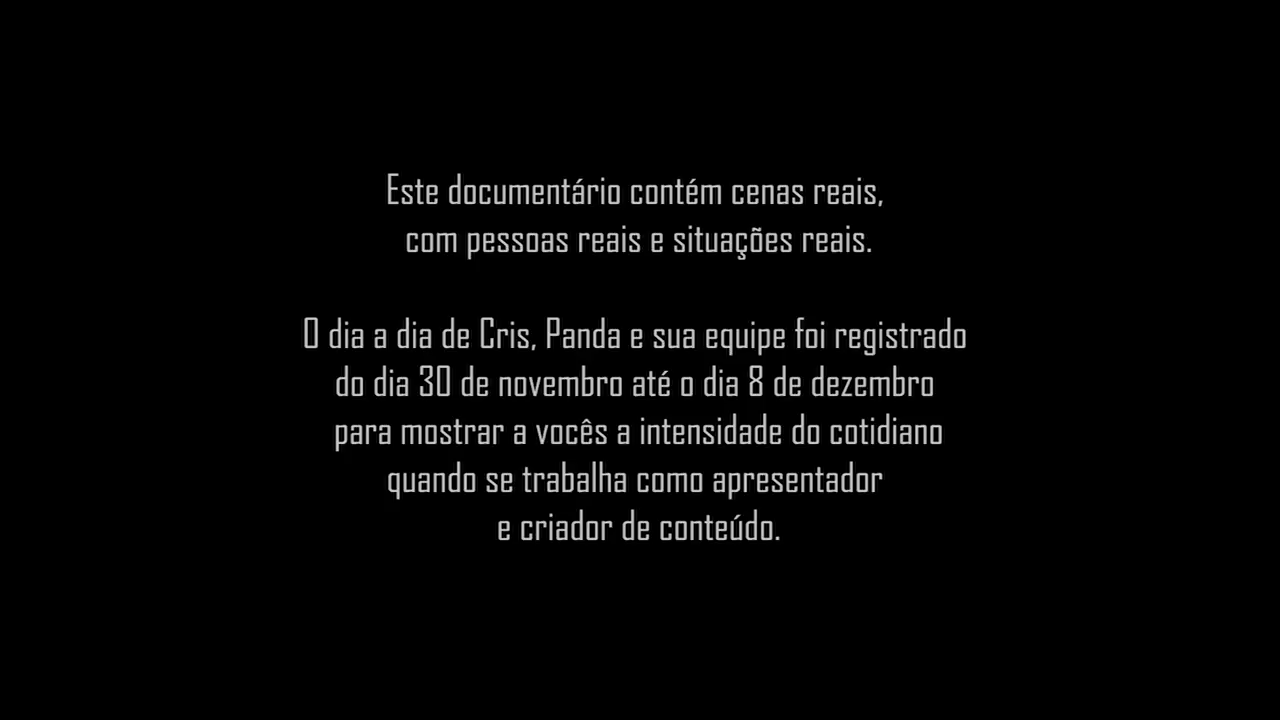 Este documentário contém cenas reais,
com pessoas reais e situações reais.
O dia a dia de Cris, Panda e sua equipe foi registrado
do dia 30 de novembro até o dia 8 de dezembro
para mostrar a vocês a intensidade do cotidiano
quando se trabalha como apresentador
e criador de conteúdo.